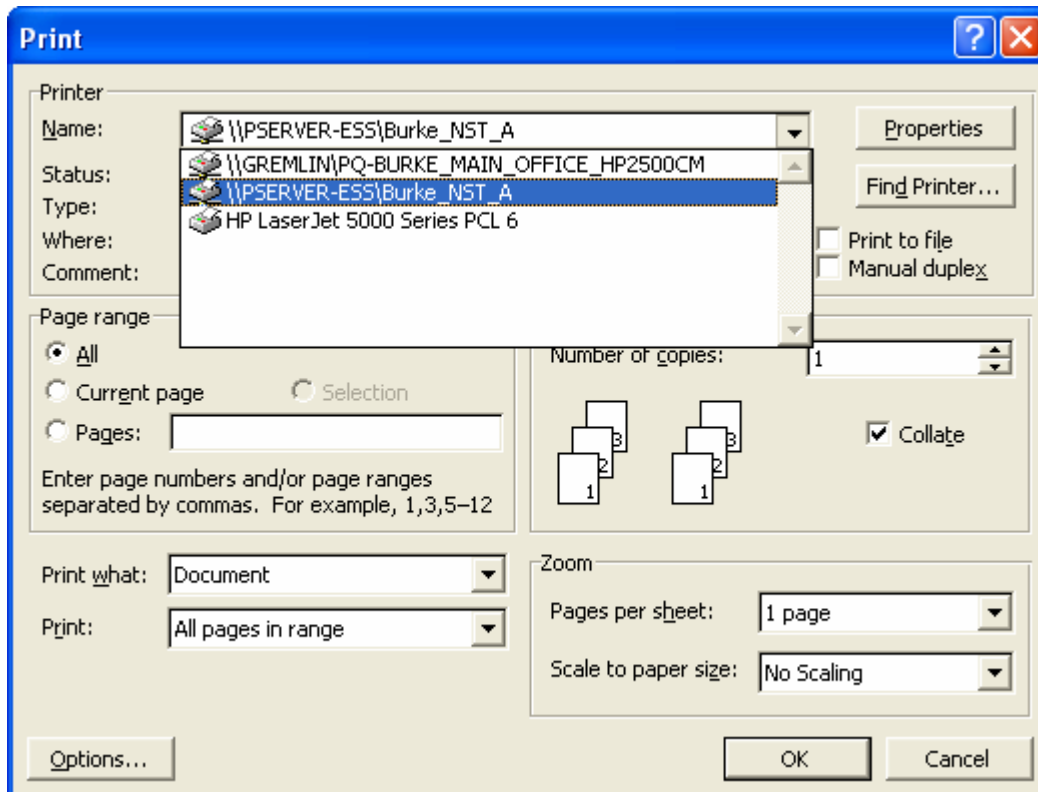 Print
Printer
Name:
\\PSERVER-ESS\Burke_NST_A
Properties
\\GREMLIN\PQ-BURKE_MAIN_OFFICE_HP2500CM
\\PSERVER-ESS\Burke_NST_A
HP LaserJet 5000 Series PCL 6
Status:
Find Printer...
Type:
Where:
Print to file
Comment:
Manual duplex
Page range
All
Current page
Selection
Pages:
Enter page numbers and/or page ranges
separated by commas. For example, 1,3,5–12
Number of copies:
1
3
2
1
3
2
1
Collate
Print what:
Document
Print:
All pages in range
Zoom
Pages per sheet:
1 page
Scale to paper size:
No Scaling
Options...
OK
Cancel